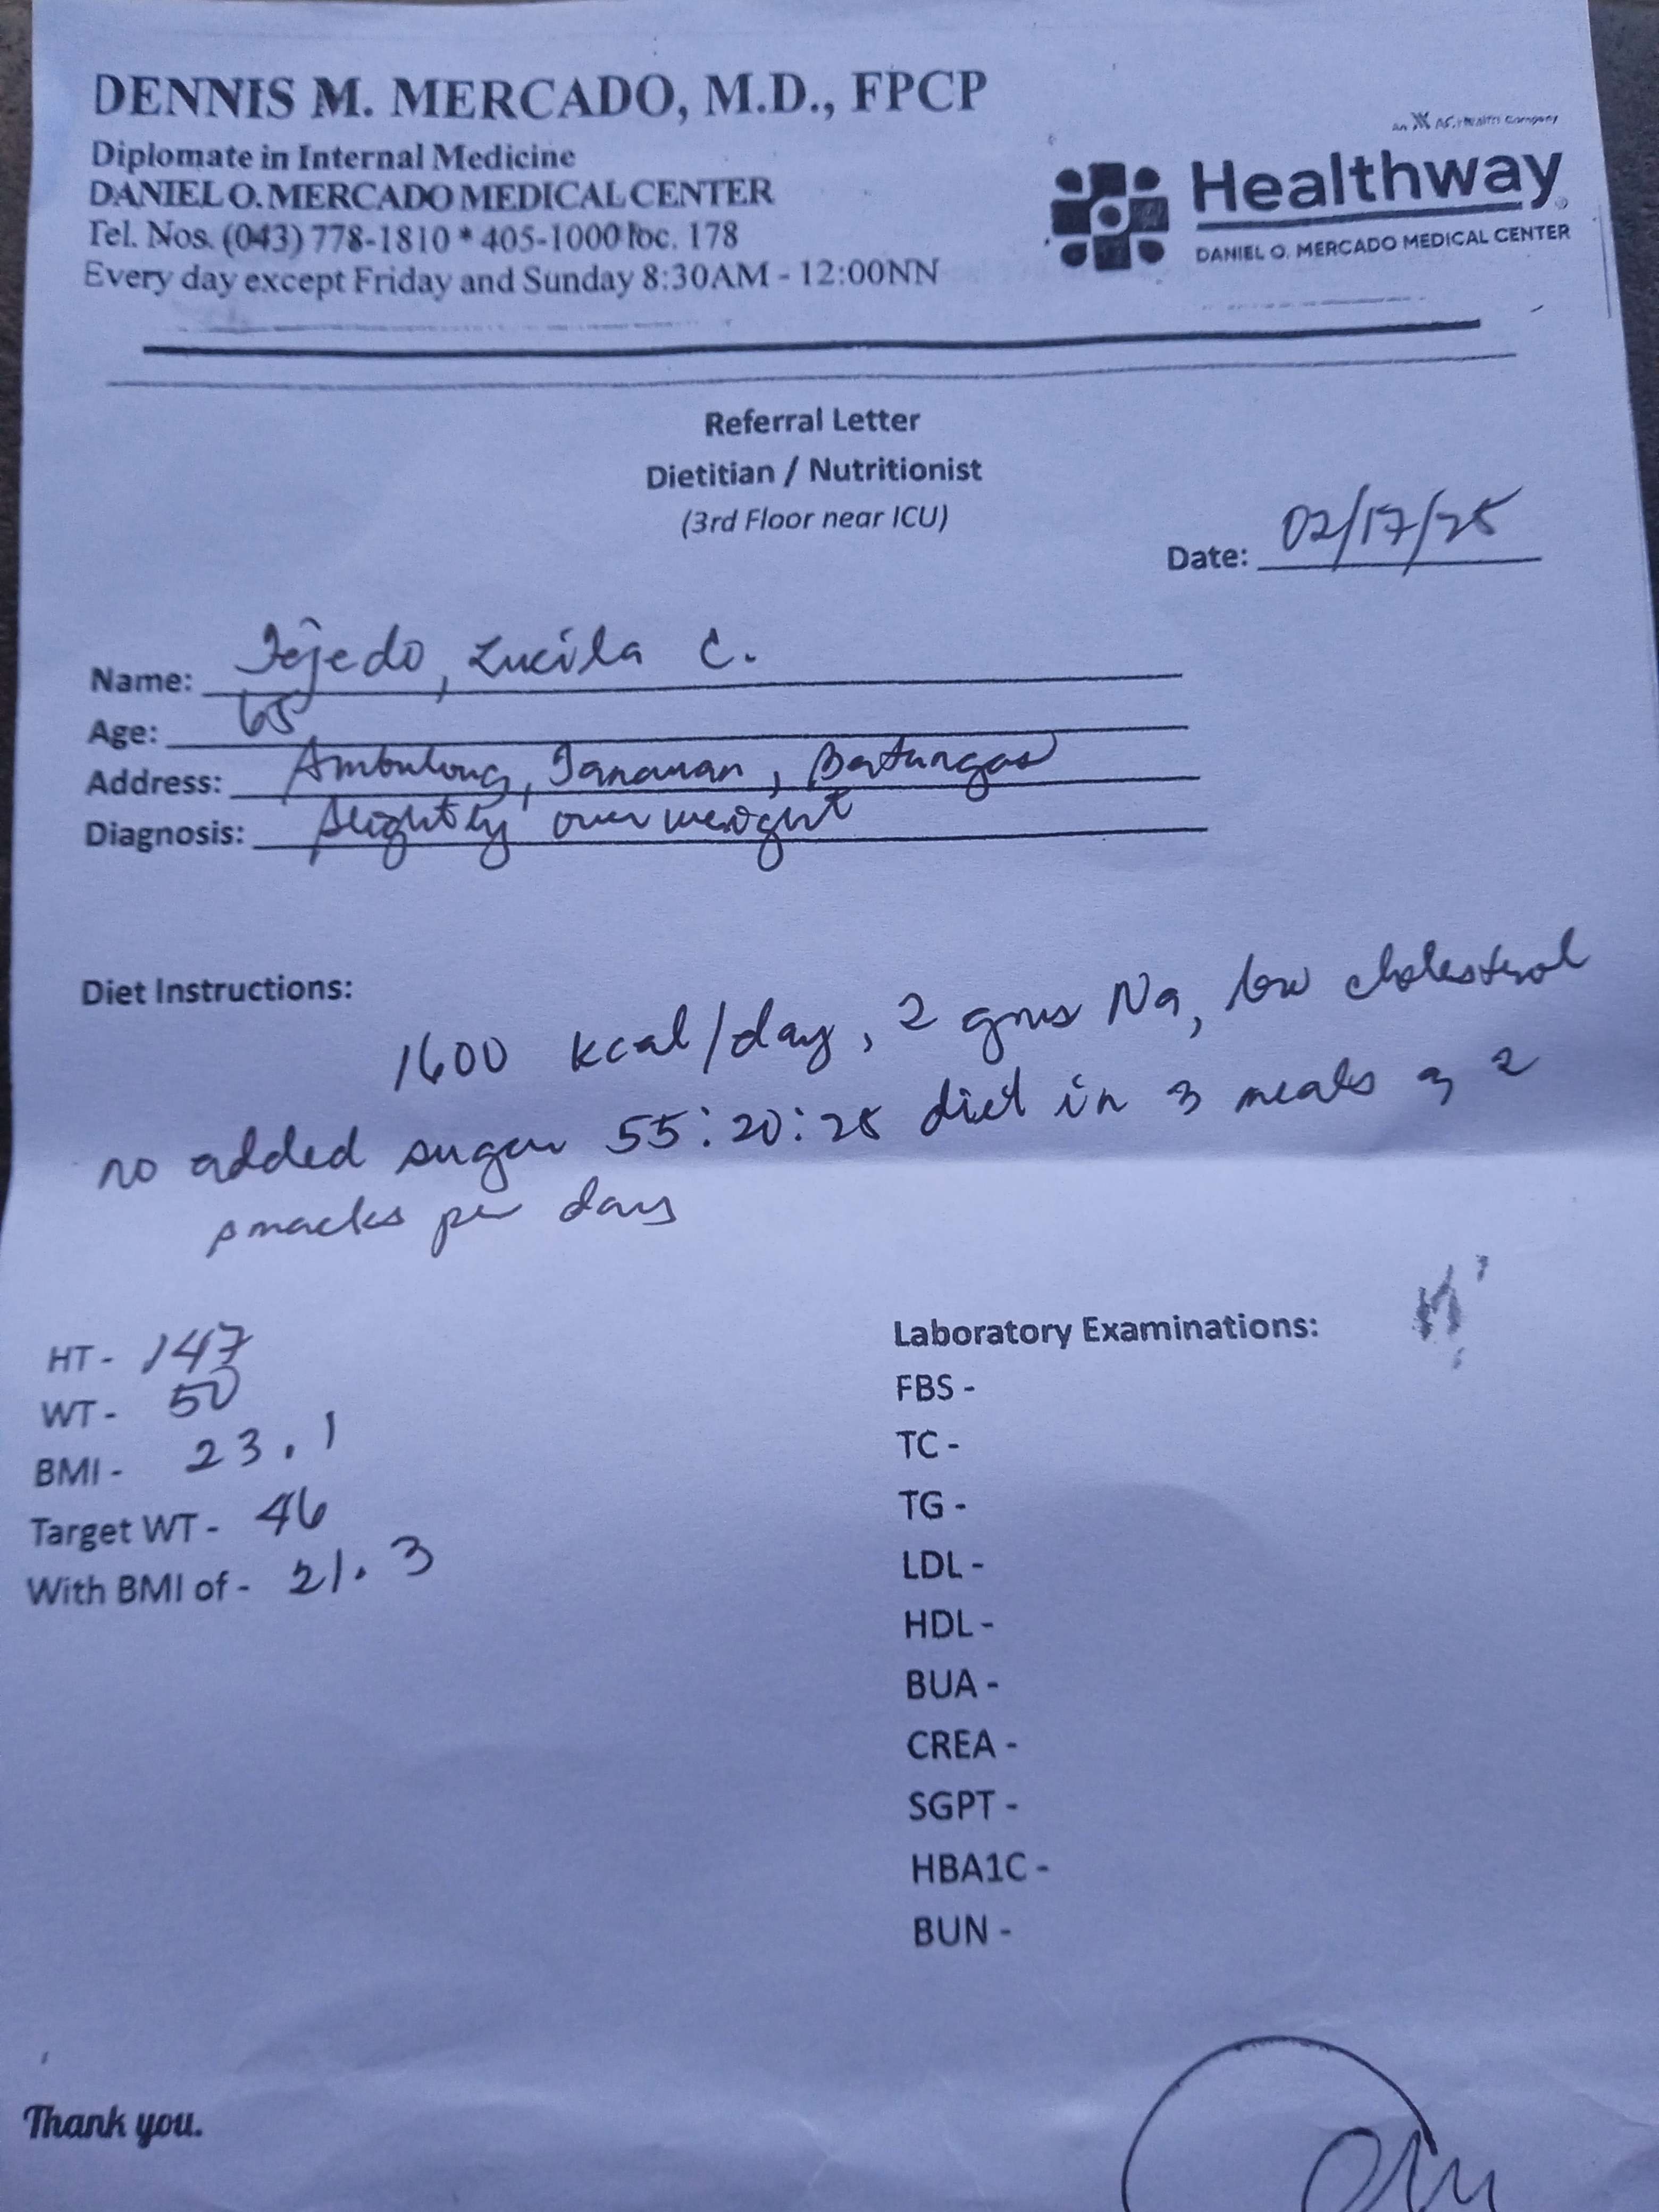 DENNIS M. MERCADO, M.D., FPCP
Diplomate in Internal Medicine
DANIEL O. MERCADO MEDICAL CENTER
Tel. Nos. (043) 778-1810 * 405-1000 loc. 178
Every day except Friday and Sunday 8:30AM - 12:00NN
An AC Health Company
Healthway
DANIEL O. MERCADO MEDICAL CENTER
Referral Letter
Dietitian / Nutritionist
(3rd Floor near ICU)
Date: 02/17/25
Name: Tejedo, Lucila C.
Age: 65
Address: Ambulong, Tanauan, Batangas
Diagnosis: Slightly overweight
Diet Instructions:
1600 kcal/day, 2 gms Na, low cholesterol
no added sugar 55:20:25 diet in 3 meals 2
snacks per day
HT - 147
WT - 50
BMI - 23.1
Target WT - 46
With BMI of - 21.3
Laboratory Examinations:
FBS -
TC -
TG -
LDL -
HDL -
BUA -
CREA -
SGPT -
HBA1C -
BUN -
Thank you.